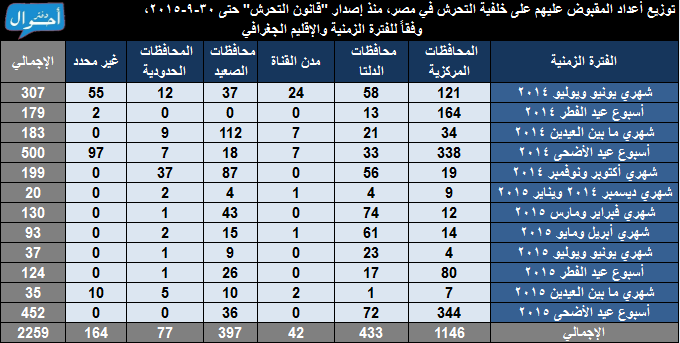 توزيع أعداد المقبوض عليهم على خلفية التحرش في مصر، منذ إصدار "قانون التحرش" حتى ٣٠-٩-٢٠١٥،
وفقاً للفترة الزمنية والإقليم الجغرافي
احتقرال
الفترة الزمنية المحافظات المركزية محافظات الدلتا مدن القناة محافظات الصعيد المحافظات الحدودية غير محدد الإجمالي
شهري يونيو ويوليو ٢٠١٤ 121 58 24 37 12 55 307
أسبوع عيد الفطر ٢٠١٤ 164 13 0 0 0 2 179
شهري ما بين العيدين ٢٠١٤ 34 21 7 112 9 0 183
أسبوع عيد الأضحى ٢٠١٤ 338 33 7 18 7 97 500
شهري أكتوبر ونوفمبر ٢٠١٤ 19 56 0 87 37 0 199
شهري ديسمبر ٢٠١٤ ويناير ٢٠١٥ 9 4 1 4 2 0 20
شهري فبراير ومارس ٢٠١٥ 12 74 0 43 1 0 130
شهري أبريل ومايو ٢٠١٥ 14 61 1 15 2 0 93
شهري يونيو ويوليو ٢٠١٥ 4 23 0 9 1 0 37
أسبوع عيد الفطر ٢٠١٥ 80 17 0 26 1 0 124
شهري ما بين العيدين ٢٠١٥ 7 1 2 10 5 10 35
أسبوع عيد الأضحى ٢٠١٥ 344 72 0 36 0 0 452
الإجمالي 1146 433 42 397 77 164 2259